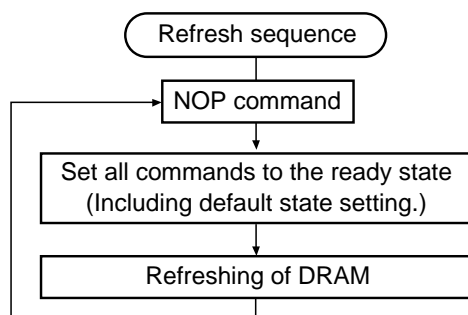 Refresh sequence
NOP command
Set all commands to the ready state
(Including default state setting.)
Refreshing of DRAM